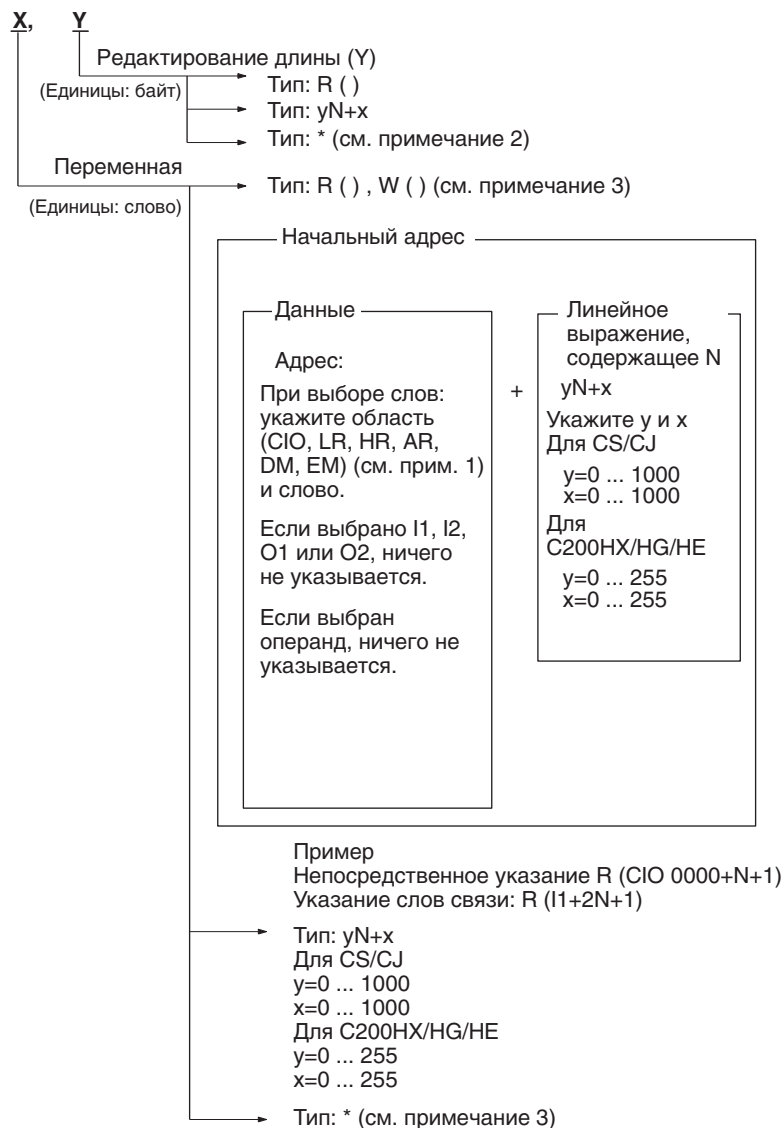 X, Y
Редактирование длины (Y)
(Единицы: байт)
Тип: R ( )
Тип: yN+x
Тип: * (см. примечание 2)
Переменная
(Единицы: слово)
Тип: R ( ) , W ( ) (см. примечание 3)
Начальный адрес
Данные
Адрес:
При выборе слов:
укажите область
(CIO, LR, HR, AR,
DM, EM) (см. прим. 1)
и слово.
Если выбрано I1, I2,
O1 или O2, ничего
не указывается.
Если выбран
операнд, ничего не
указывается.
+
Линейное
выражение,
содержащее N
yN+x
Укажите y и x
Для CS/CJ
y=0 ... 1000
x=0 ... 1000
Для
C200HX/HG/HE
y=0 ... 255
x=0 ... 255
Пример
Непосредственное указание R (CIO 0000+N+1)
Указание слов связи: R (I1+2N+1)
Тип: yN+x
Для CS/CJ
y=0 ... 1000
x=0 ... 1000
Для C200HX/HG/HE
y=0 ... 255
x=0 ... 255
Тип: * (см. примечание 3)